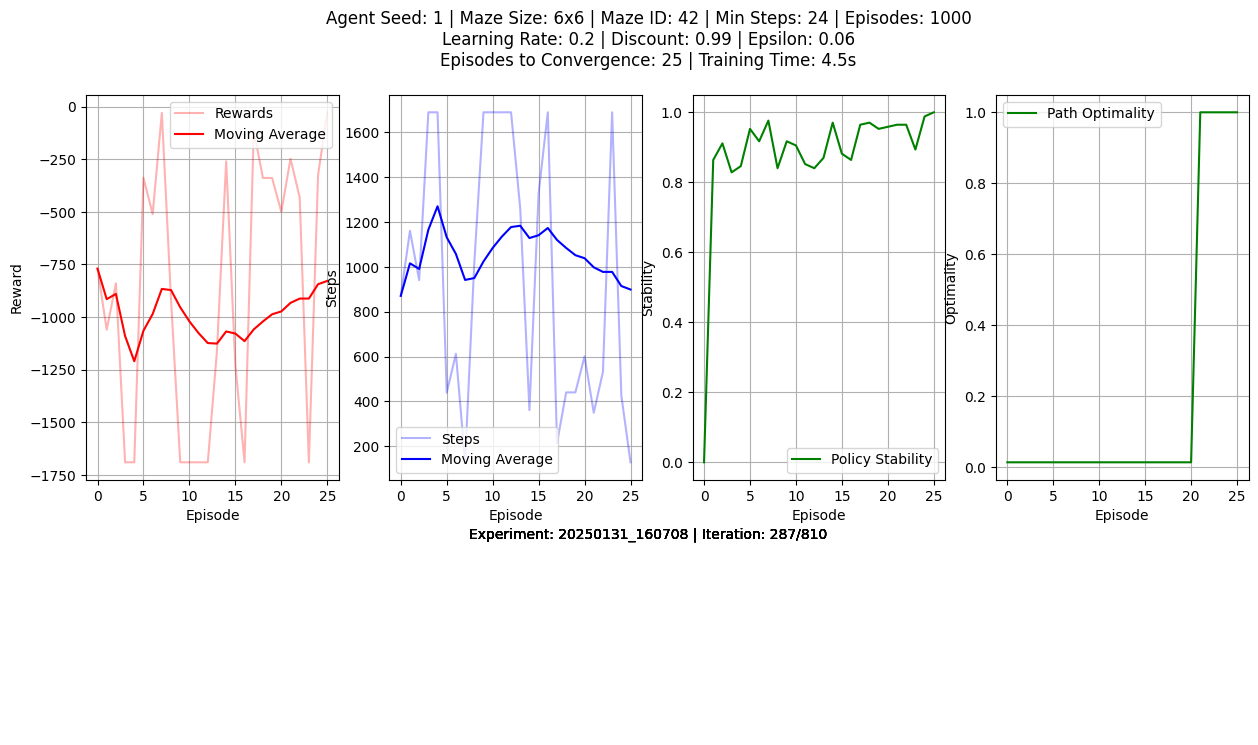 Agent Seed: 1 | Maze Size: 6x6 | Maze ID: 42 | Min Steps: 24 | Episodes: 1000
Learning Rate: 0.2 | Discount: 0.99 | Epsilon: 0.06
Episodes to Convergence: 25 | Training Time: 4.5s
Reward
0
−250
−500
−750
−1000
−1250
−1500
−1750
Rewards
Moving Average
0 5 10 15 20 25
Episode
Steps
1600
1400
1200
1000
800
600
400
200
Steps
Moving Average
0 5 10 15 20 25
Episode
Stability
1.0
0.8
0.6
0.4
0.2
0.0
Policy Stability
0 5 10 15 20 25
Episode
Optimality
1.0
0.8
0.6
0.4
0.2
0.0
Path Optimality
0 5 10 15 20 25
Episode
Experiment: 20250131_160708 | Iteration: 287/810